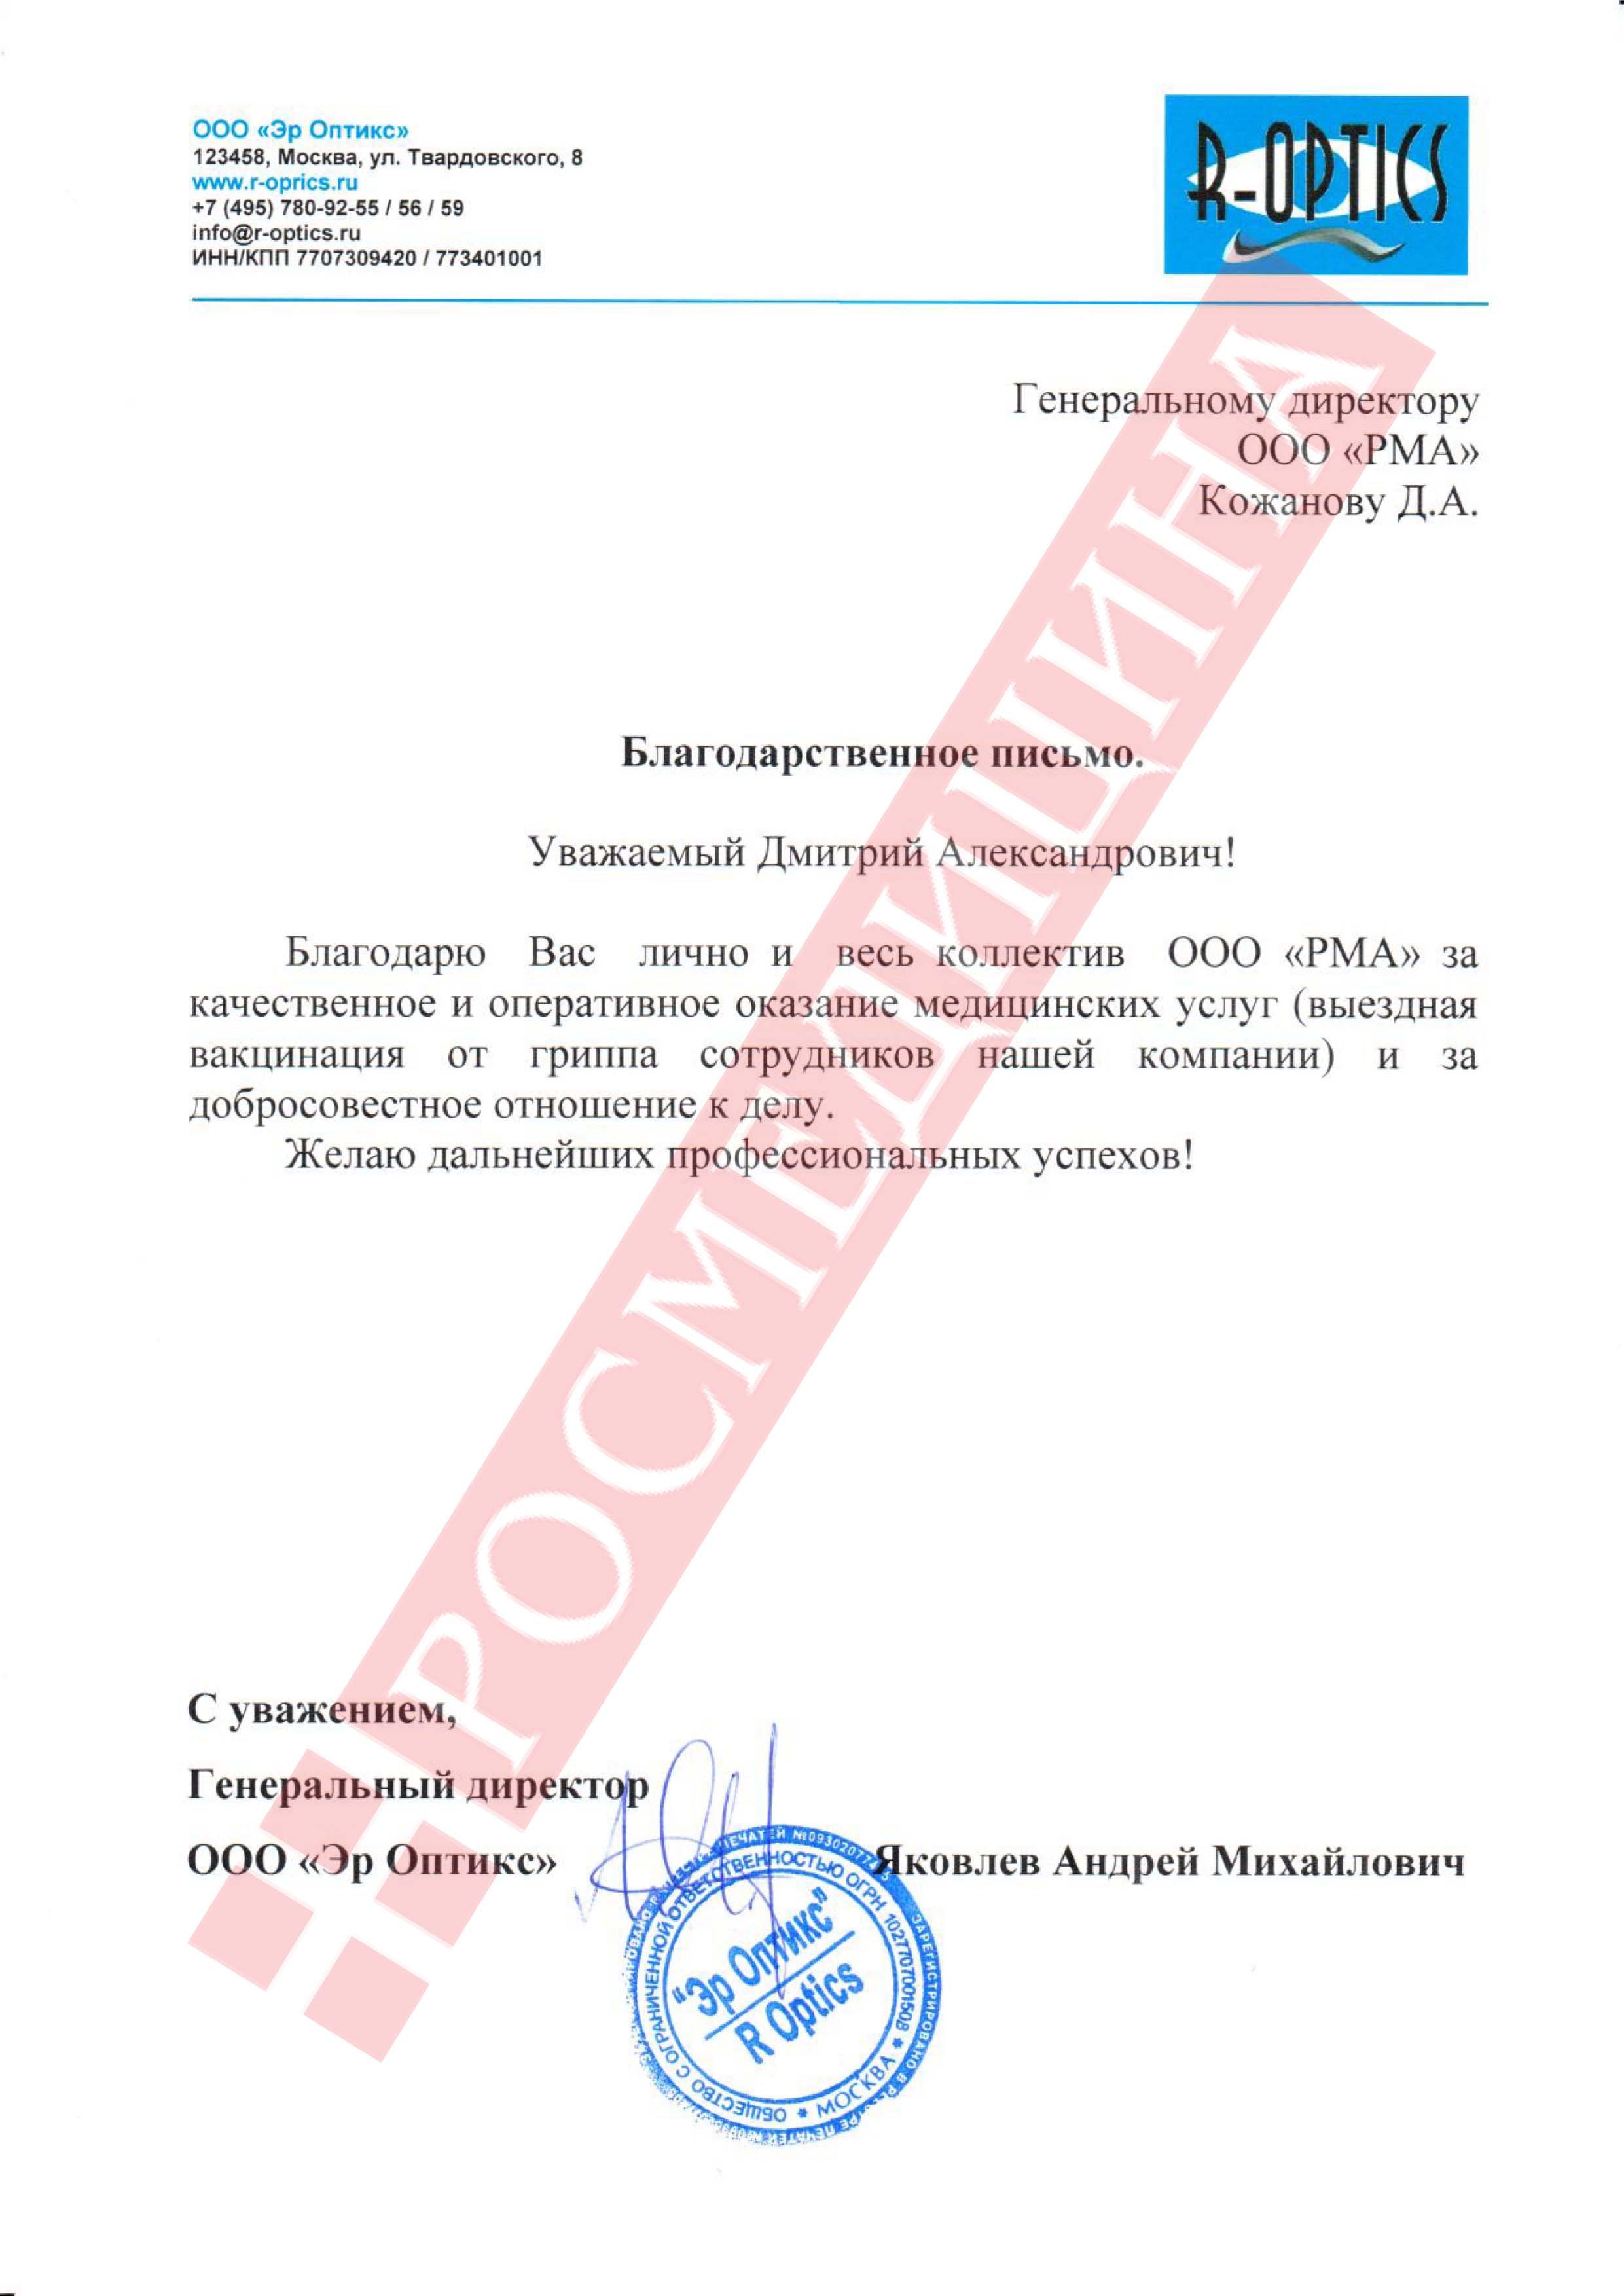 ООО «Эр Оптикс»
123458, Москва, ул. Твардовского, 8
www.r-oprics.ru
+7 (495) 780-92-55 / 56 / 59
info@r-optics.ru
ИНН/КПП 7707309420 / 773401001
R-OPTICS
Генеральному директору
ООО «РМА»
Кожанову Д.А.
Благодарственное письмо.
Уважаемый Дмитрий Александрович!
Благодарю Вас лично и весь коллектив ООО «РМА» за
качественное и оперативное оказание медицинских услуг (выездная
вакцинация от гриппа сотрудников нашей компании) и за
добросовестное отношение к делу.
Желаю дальнейших профессиональных успехов!
РОСМЕДИЦИНА
С уважением,
Генеральный директор
ООО «Эр Оптикс»
Яковлев Андрей Михайлович
ОБЩЕСТВО С ОГРАНИЧЕННОЙ ОТВЕТСТВЕННОСТЬЮ ОГРН 1027707001508 * МОСКВА *
ЗАРЕГИСТРИРОВАНО В
"Эр Оптикс"
R Optics